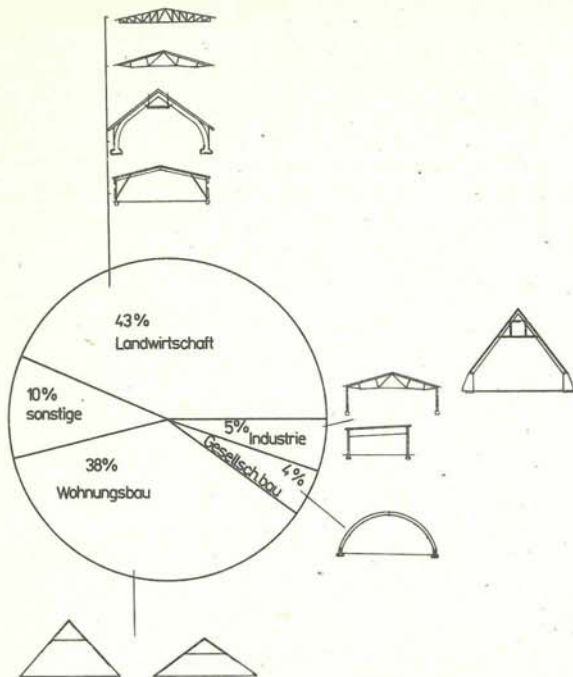 43%
Landwirtschaft
10%
sonstige
5% Industrie
4%
Gesellsch.bau
38%
Wohnungsbau